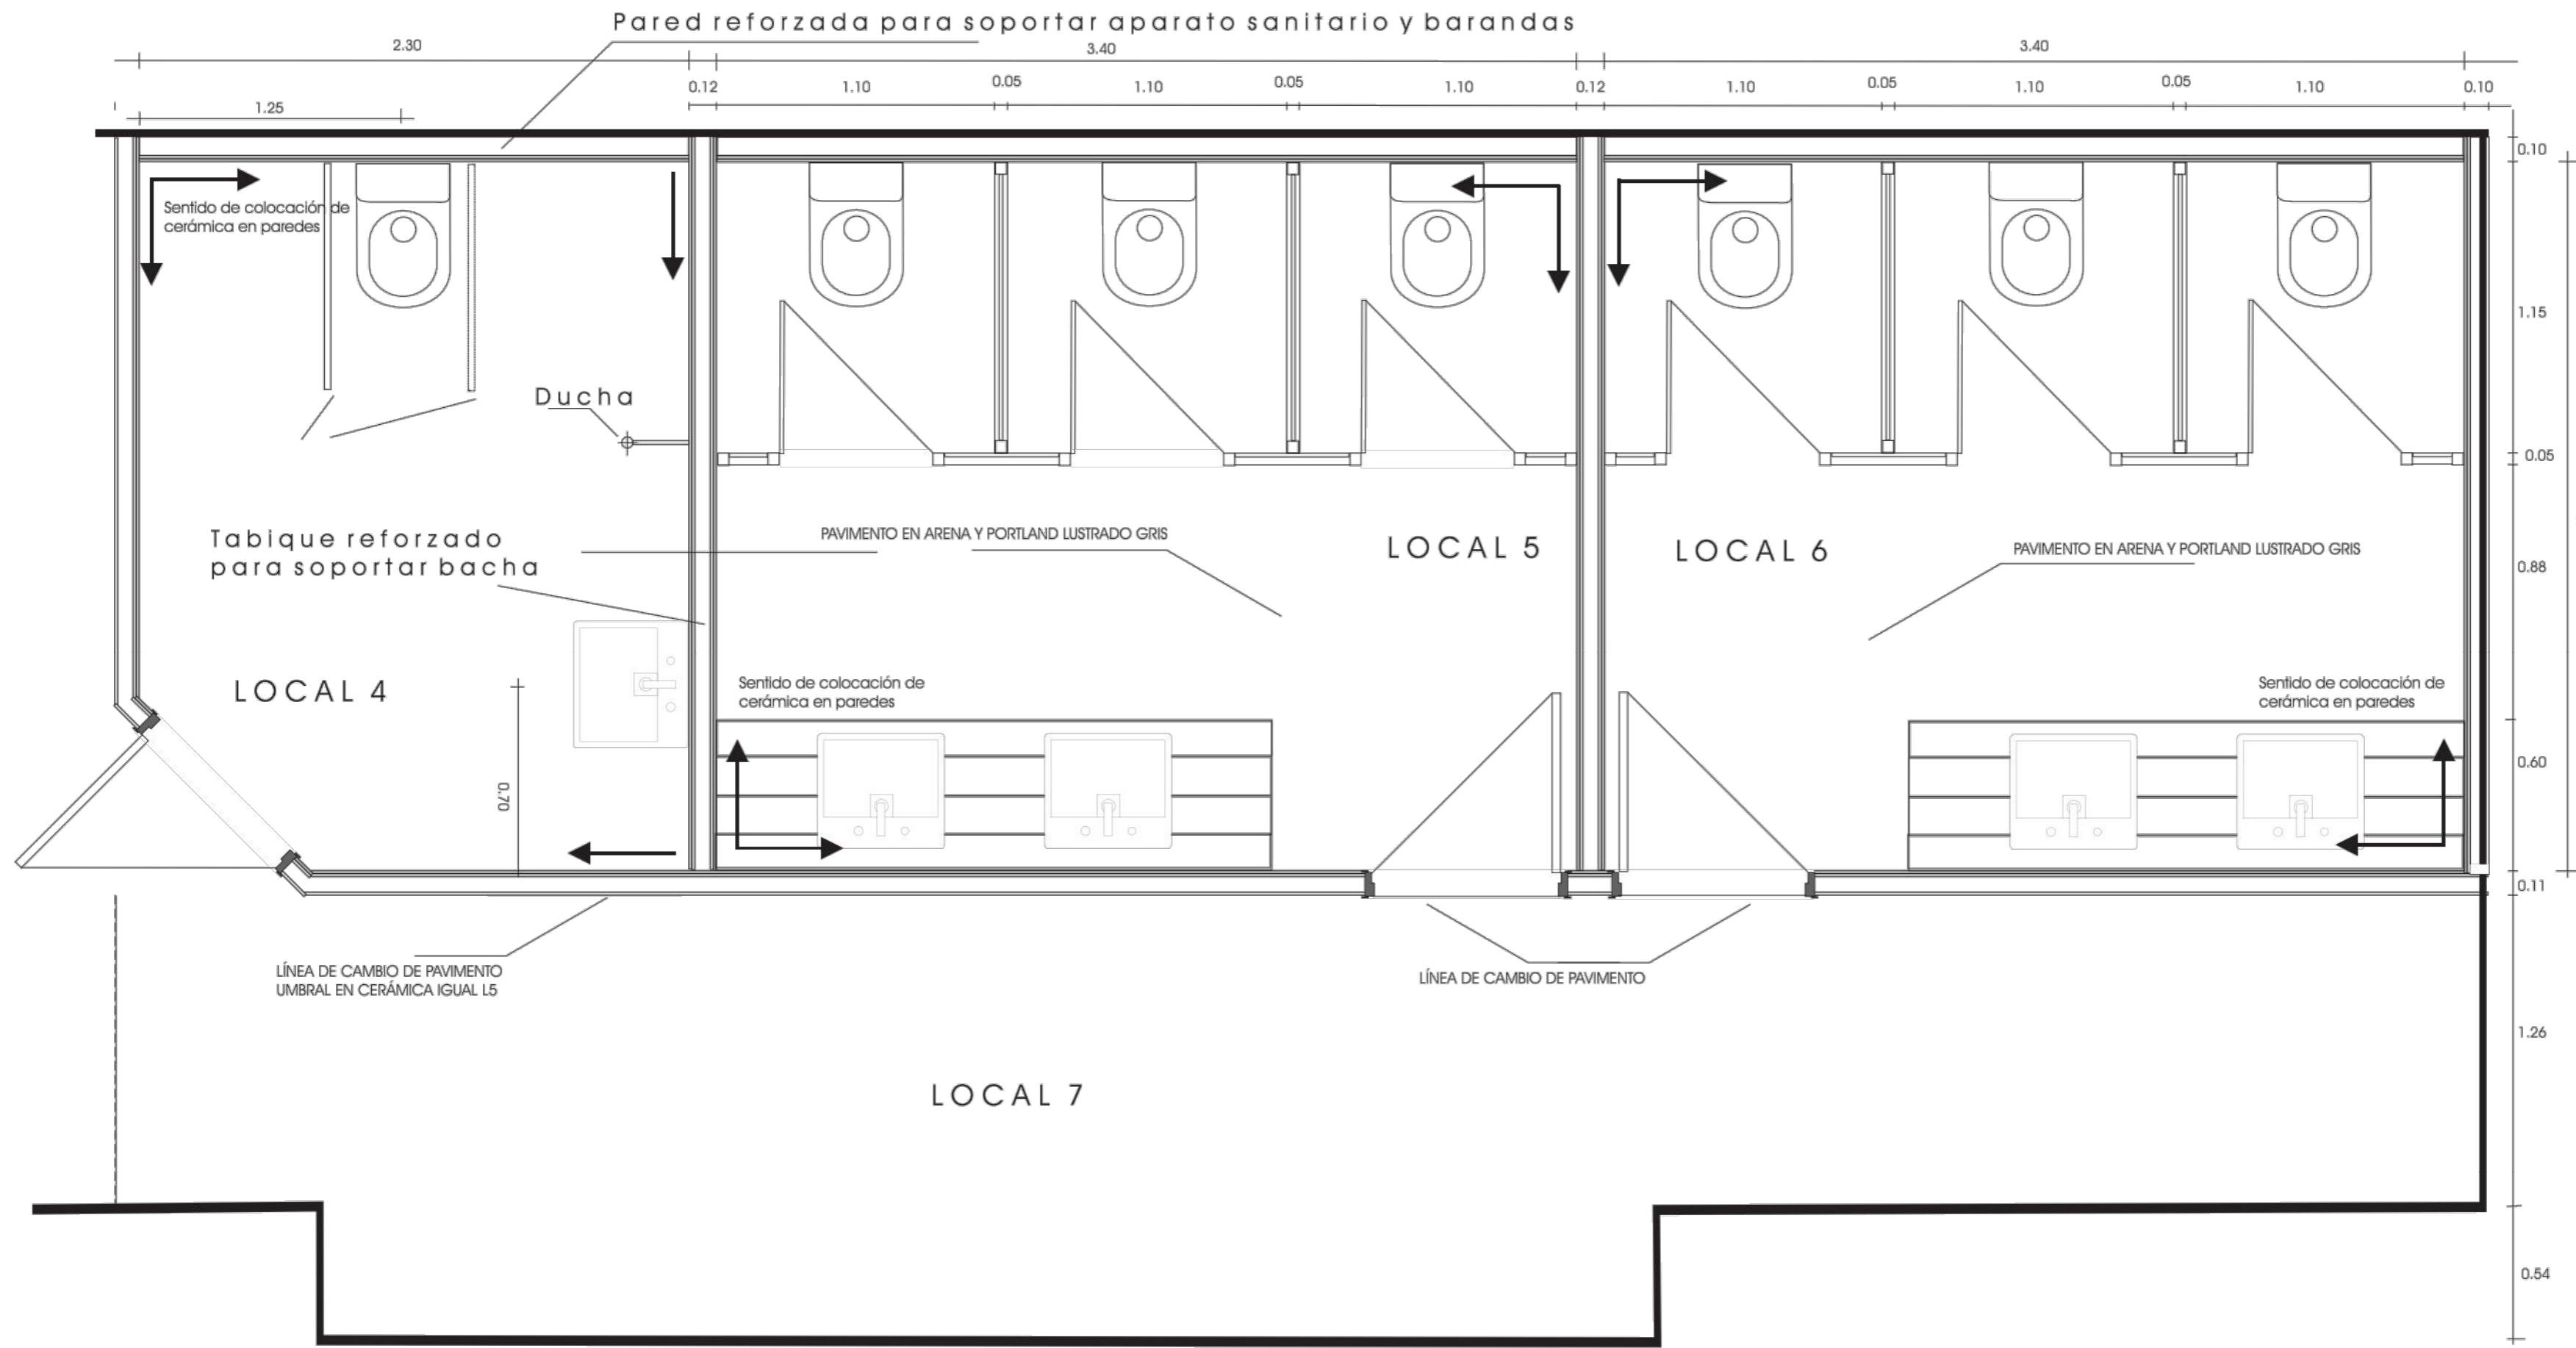 Pared reforzada para soportar aparato sanitario y barandas
2.30
3.40
3.40
0.12
1.10
0.05
1.10
0.05
1.10
0.12
1.10
0.05
1.10
0.05
1.10
0.10
1.25
0.10
Sentido de colocación de
cerámica en paredes
1.15
Ducha
0.05
Tabique reforzado
para soportar bacha
PAVIMENTO EN ARENA Y PORTLAND LUSTRADO GRIS
LOCAL 5
LOCAL 6
PAVIMENTO EN ARENA Y PORTLAND LUSTRADO GRIS
0.88
LOCAL 4
Sentido de colocación de
cerámica en paredes
Sentido de colocación de
cerámica en paredes
0.70
0.60
0.11
LÍNEA DE CAMBIO DE PAVIMENTO
UMBRAL EN CERÁMICA IGUAL L5
LÍNEA DE CAMBIO DE PAVIMENTO
1.26
LOCAL 7
0.54